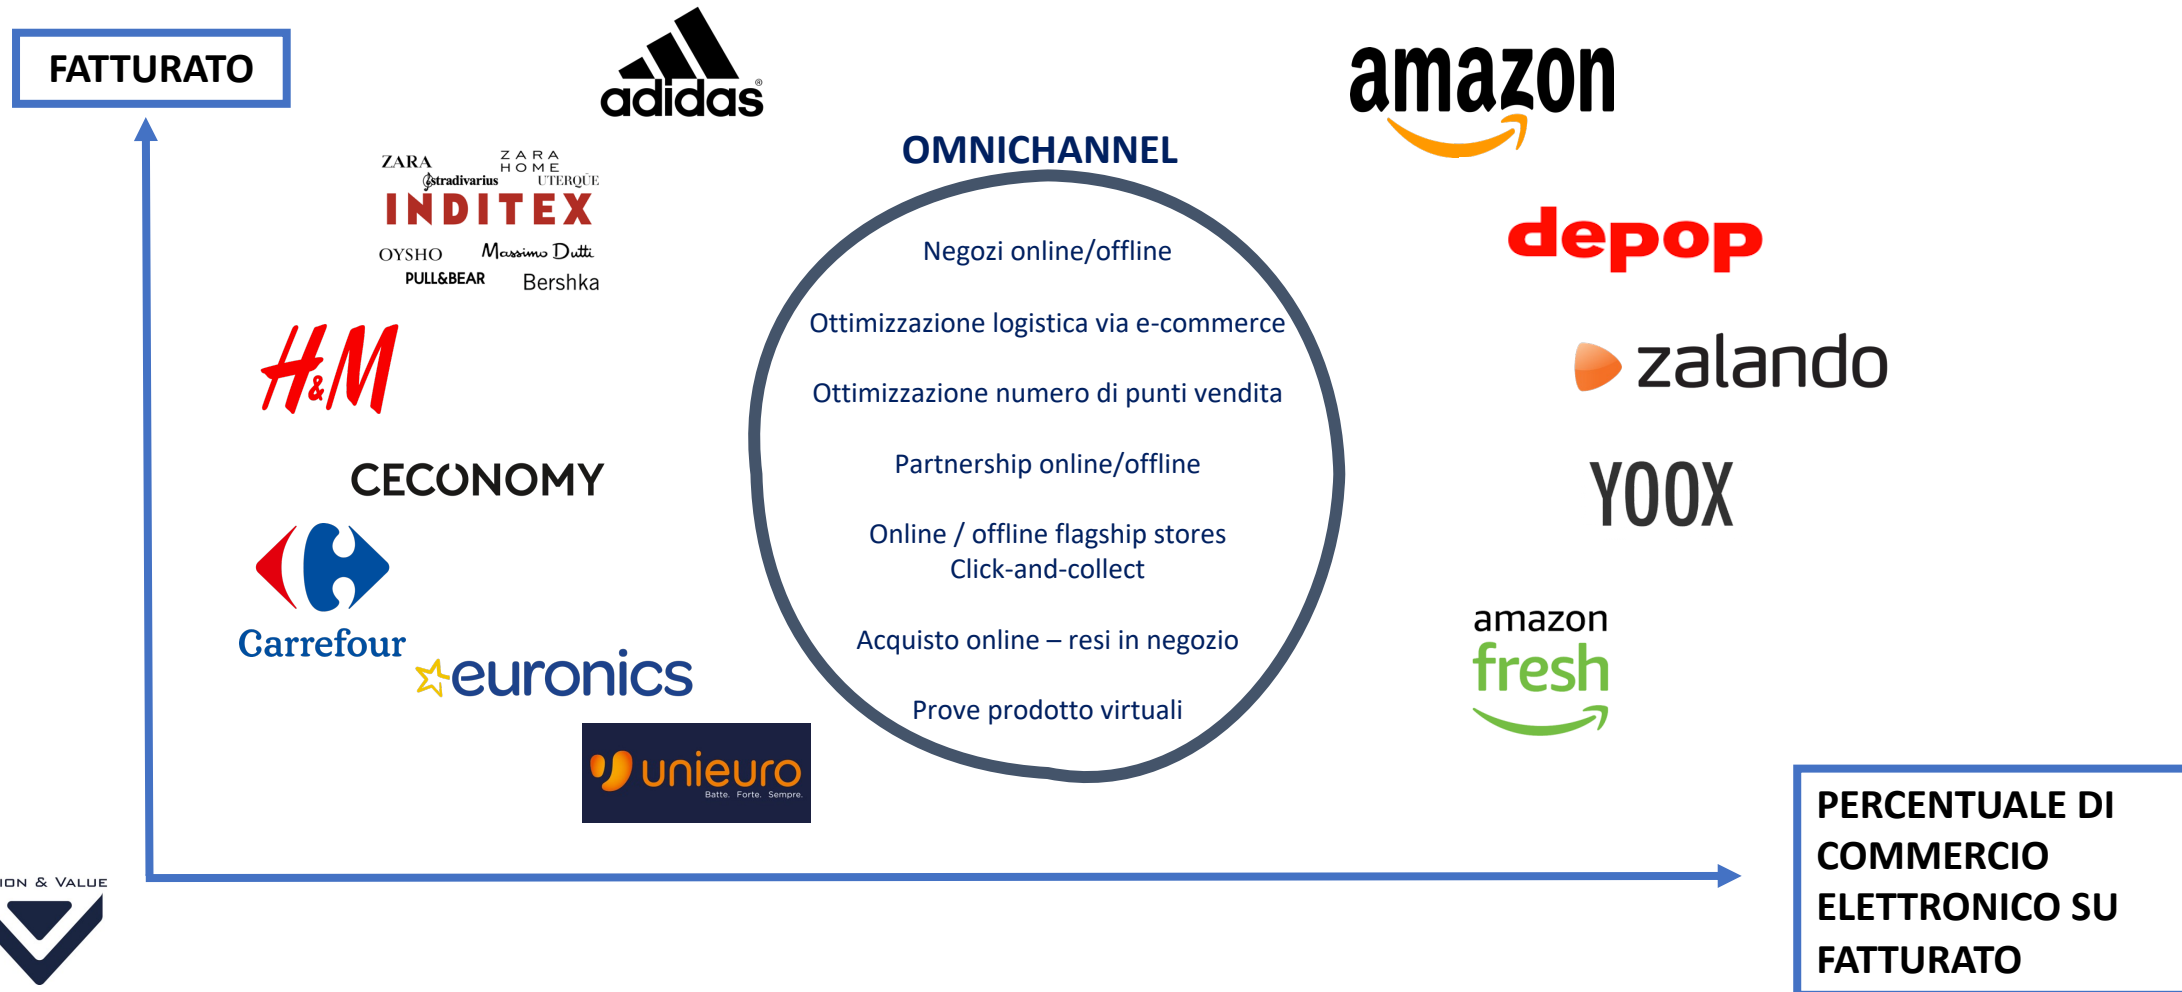 FATTURATO
adidas®
amazon
OMNICHANNEL
ZARA
ZARA
HOME
stradivarius
UTERQÜE
INDITEX
OYSHO
Massimo Dutti
PULL&BEAR
Bershka
Negozi online/offline
depop
Ottimizzazione logistica via e-commerce
H&M
zalando
Ottimizzazione numero di punti vendita
Partnership online/offline
CECONOMY
YOOX
Online / offline flagship stores
Click-and-collect
Carrefour
Acquisto online – resi in negozio
amazon
fresh
euronics
Prove prodotto virtuali
unieuro
Batte. Forte. Sempre.
PERCENTUALE DI
COMMERCIO
ELETTRONICO SU
FATTURATO
& VALUE